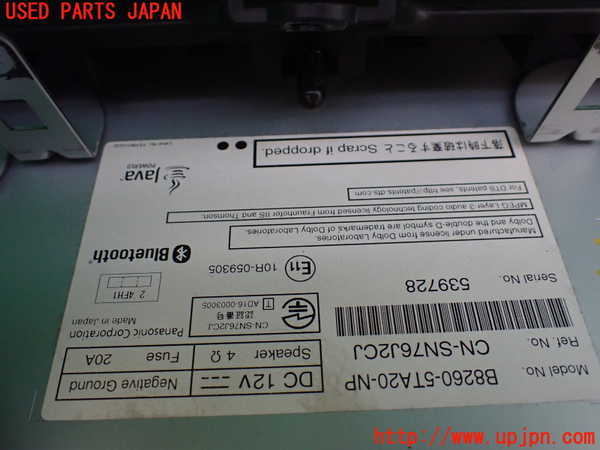 USED PARTS JAPAN
Model No.
B8260-5TA20-NP
Ref. No.
CN-SN76J2CJ
Serial No.
539728
DC 12V
Negative Ground
Speaker 4 Ω
Fuse 20A
認証番号
CN-SN76J2CJ
T AD16-0003005
Panasonic Corporation
Made in Japan
2 4FH1
E11
10R-059305
Bluetooth
Manufactured under license from Dolby Laboratories.
Dolby and the double-D symbol are trademarks of Dolby Laboratories.
MPEG Layer 3 audio coding technology licensed from Fraunhofer IIS and Thomson.
For DTS patents, see http://patents.dts.com.
Java
POWERED
落下時は破棄すること Scrap if dropped.
http://www.upjpn.com